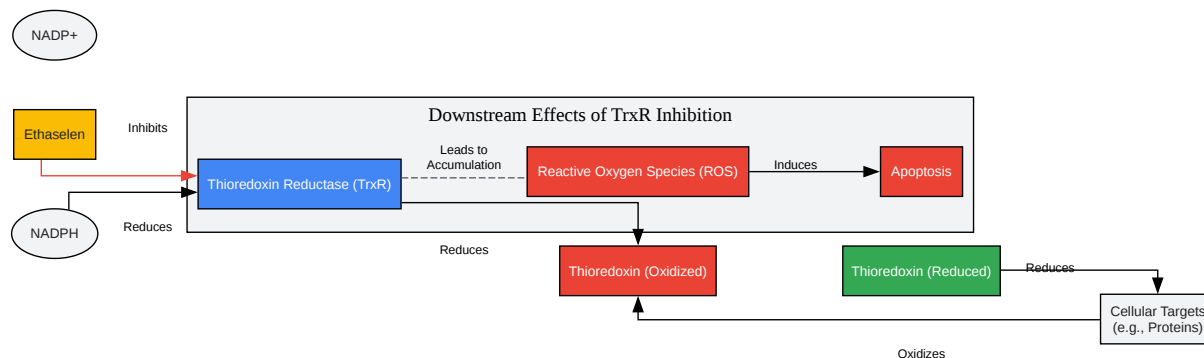 NADP+
Downstream Effects of TrxR Inhibition
Ethaselen
Inhibits
Leads to
Accumulation
Thioredoxin Reductase (TrxR)
Reactive Oxygen Species (ROS)
Induces
Apoptosis
NADPH
Reduces
Reduces
Thioredoxin (Oxidized)
Thioredoxin (Reduced)
Reduces
Cellular Targets
(e.g., Proteins)
Oxidizes